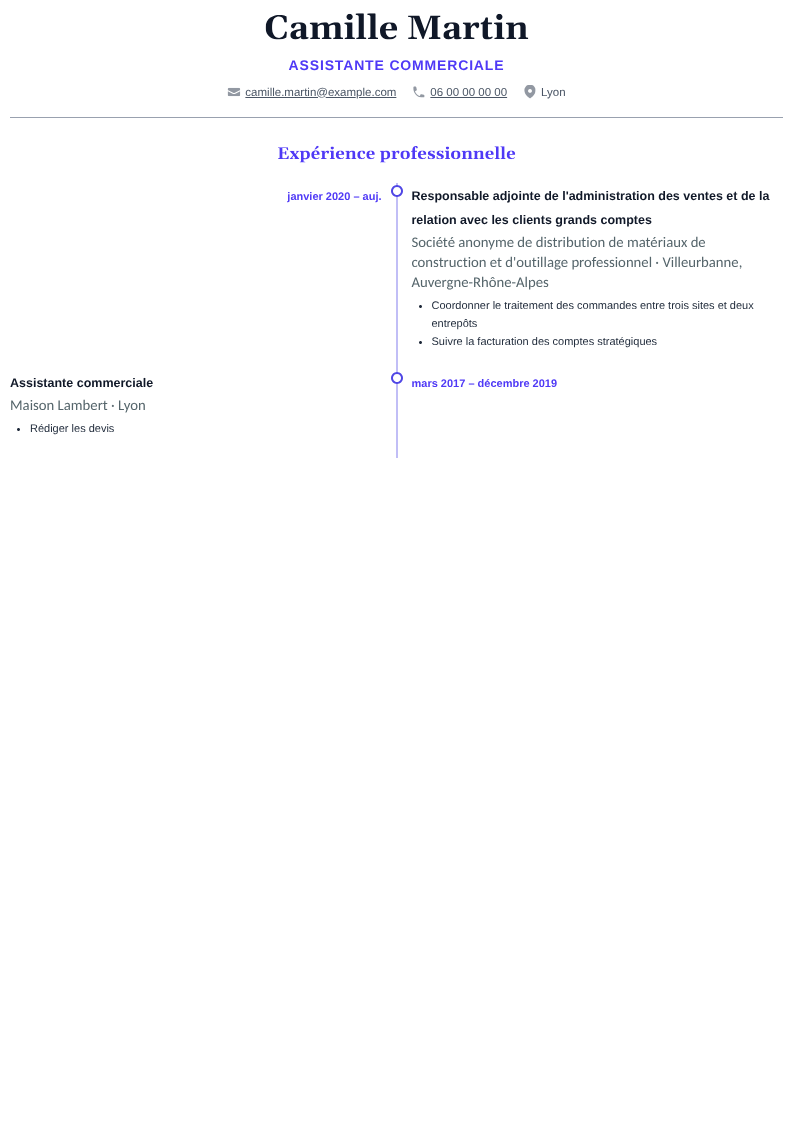 Camille Martin
ASSISTANTE COMMERCIALE
camille.martin@example.com 06 00 00 00 00 Lyon
Expérience professionnelle
janvier 2020 – auj.
Responsable adjointe de l'administration des ventes et de la
relation avec les clients grands comptes
Société anonyme de distribution de matériaux de
construction et d'outillage professionnel · Villeurbanne,
Auvergne-Rhône-Alpes
• Coordonner le traitement des commandes entre trois sites et deux
entrepôts
• Suivre la facturation des comptes stratégiques
mars 2017 – décembre 2019
Assistante commerciale
Maison Lambert · Lyon
• Rédiger les devis